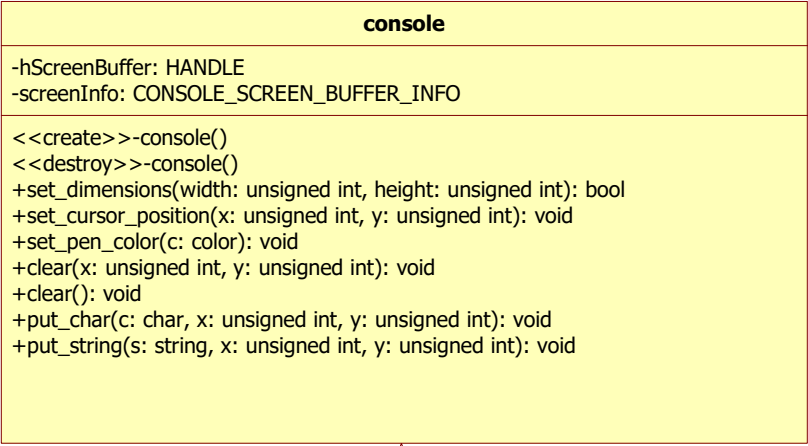 console
-hScreenBuffer: HANDLE
-screenInfo: CONSOLE_SCREEN_BUFFER_INFO
<<create>>-console()
<<destroy>>-console()
+set_dimensions(width: unsigned int, height: unsigned int): bool
+set_cursor_position(x: unsigned int, y: unsigned int): void
+set_pen_color(c: color): void
+clear(x: unsigned int, y: unsigned int): void
+clear(): void
+put_char(c: char, x: unsigned int, y: unsigned int): void
+put_string(s: string, x: unsigned int, y: unsigned int): void